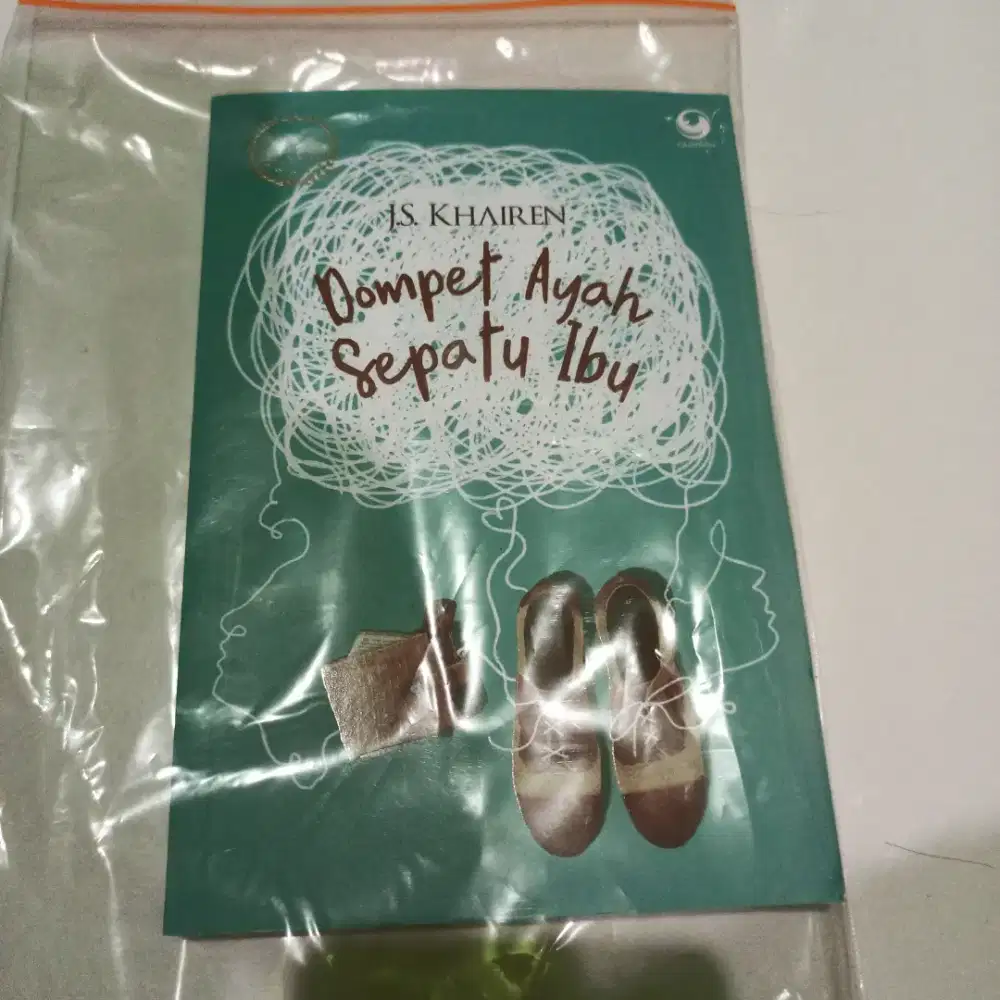 J.S. KHAIREN
Dompet Ayah
Sepatu Ibu